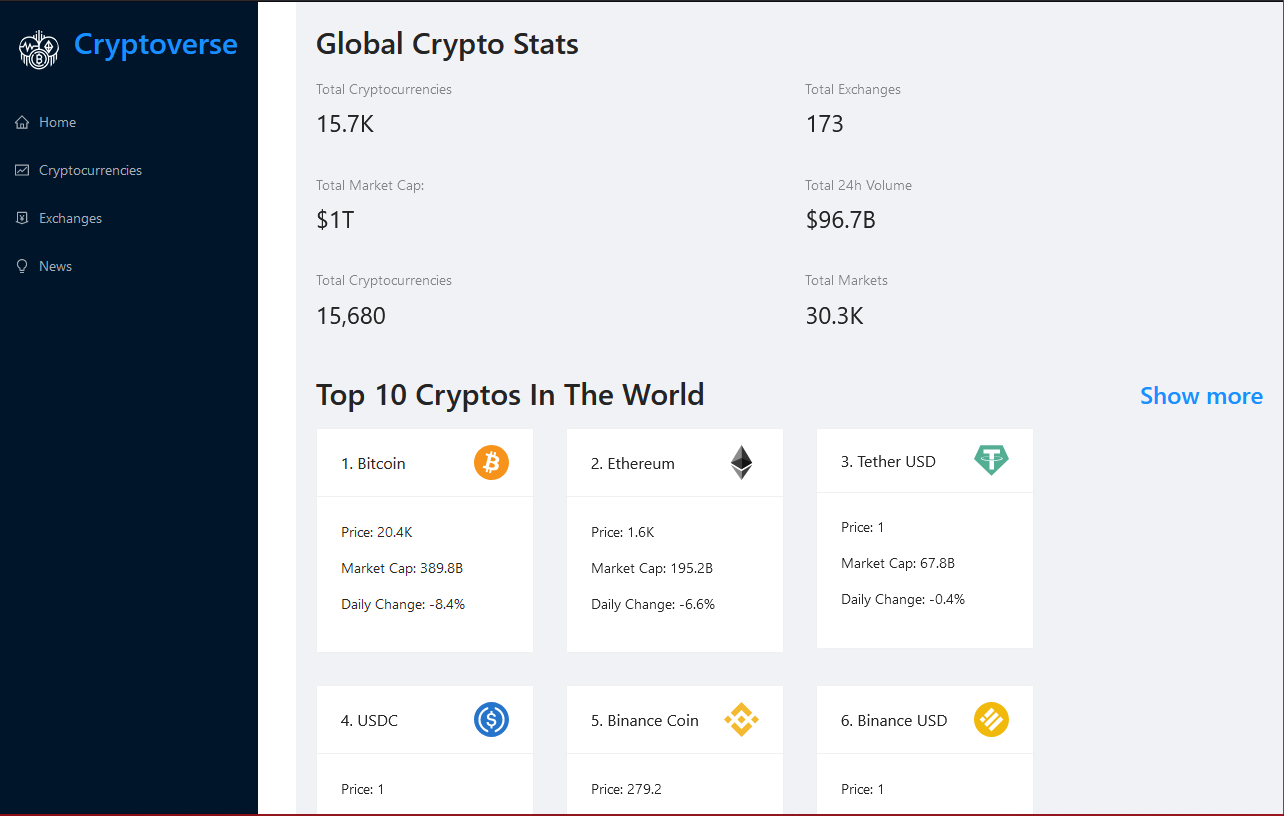 Cryptoverse
Home
Cryptocurrencies
Exchanges
News
Global Crypto Stats
Total Cryptocurrencies
15.7K
Total Exchanges
173
Total Market Cap:
$1T
Total 24h Volume
$96.7B
Total Cryptocurrencies
15,680
Total Markets
30.3K
Top 10 Cryptos In The World
Show more
1. Bitcoin
Price: 20.4K
Market Cap: 389.8B
Daily Change: -8.4%
2. Ethereum
Price: 1.6K
Market Cap: 195.2B
Daily Change: -6.6%
3. Tether USD
Price: 1
Market Cap: 67.8B
Daily Change: -0.4%
4. USDC
Price: 1
5. Binance Coin
Price: 279.2
6. Binance USD
Price: 1